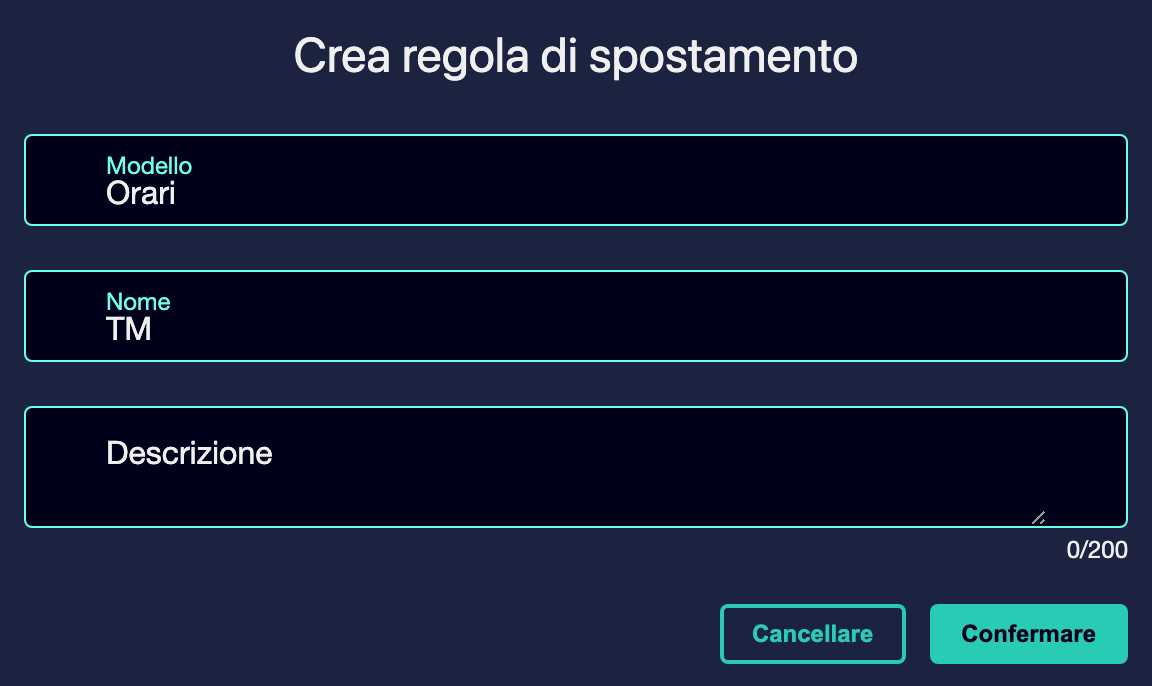 Crea regola di spostamento
Modello
Orari
Nome
TM
Descrizione
0/200
Cancellare
Confermare